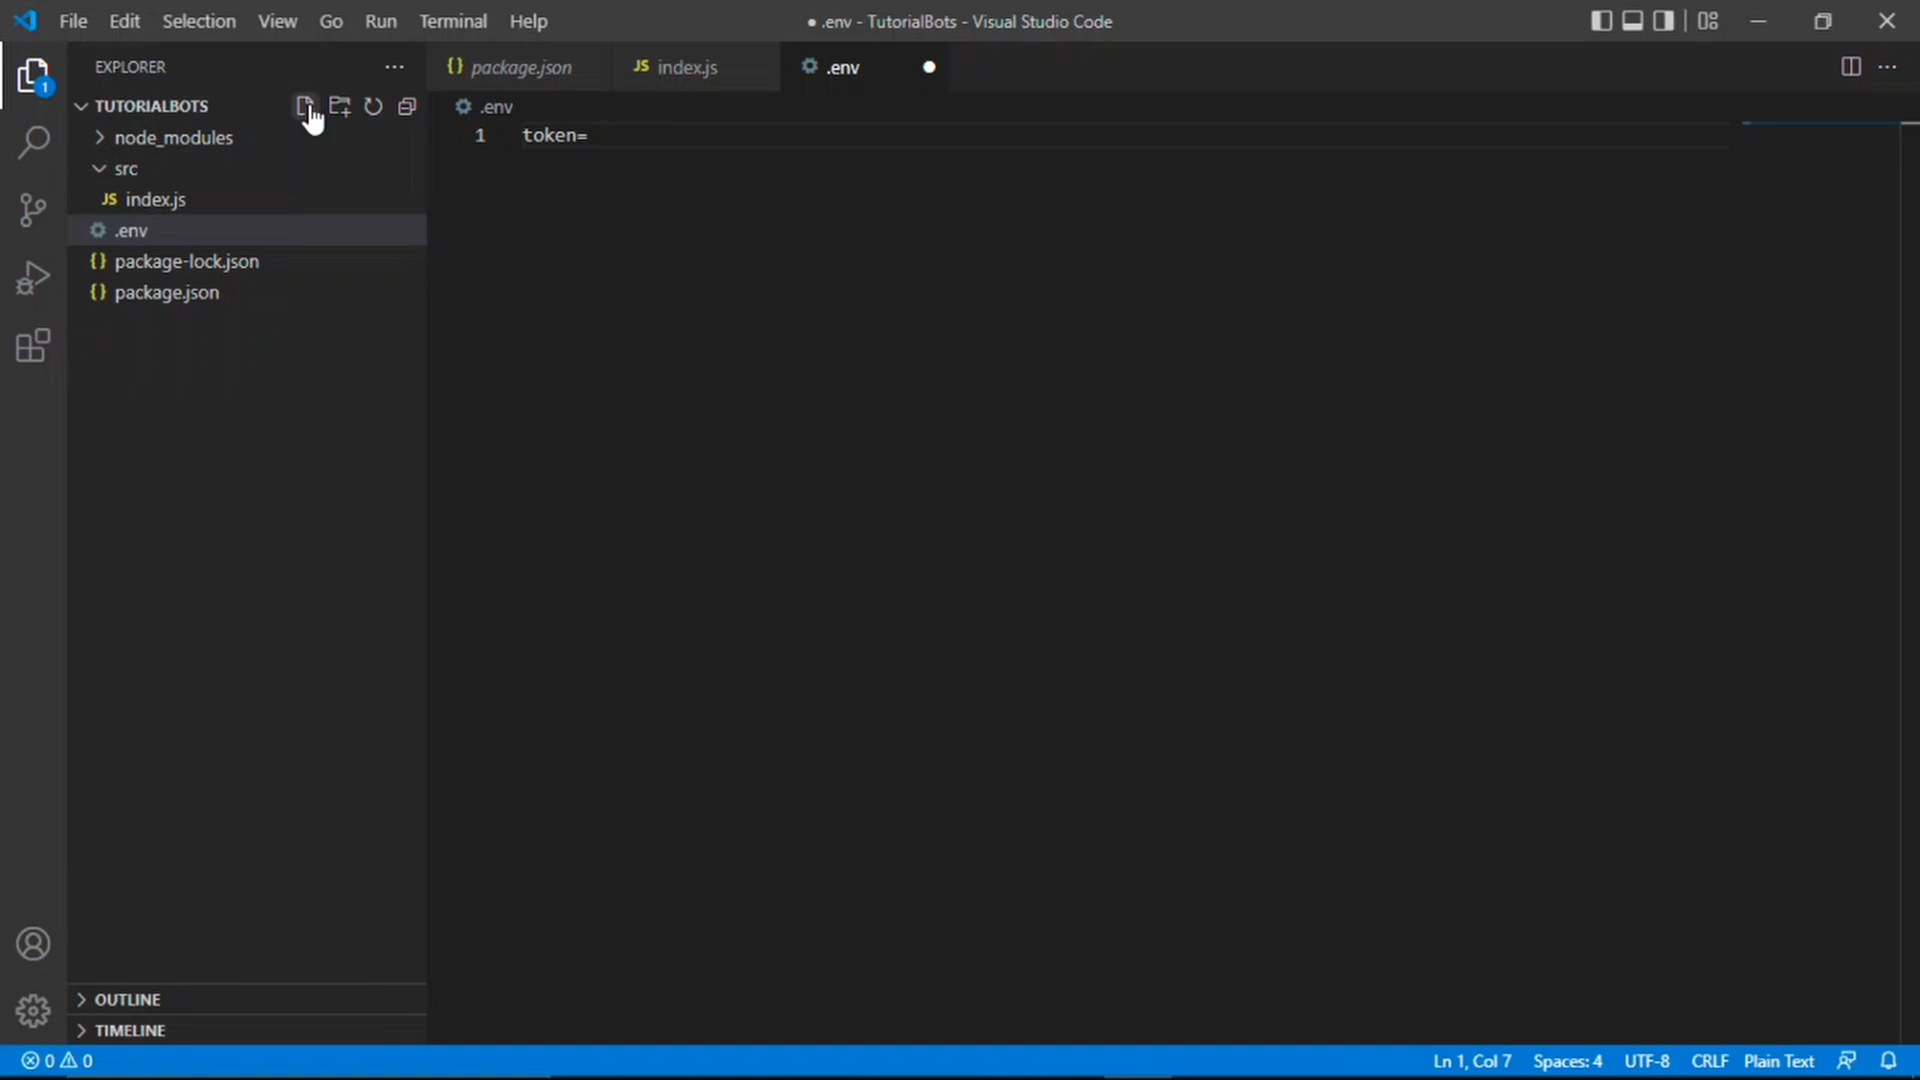 File Edit Selection View Go Run Terminal Help
● .env - TutorialBots - Visual Studio Code
EXPLORER
{} package.json
JS index.js
.env
1
TUTORIALBOTS
.env
node_modules
1 token=
src
JS index.js
.env
{} package-lock.json
{} package.json
OUTLINE
TIMELINE
0 0
Ln 1, Col 7 Spaces: 4 UTF-8 CRLF Plain Text